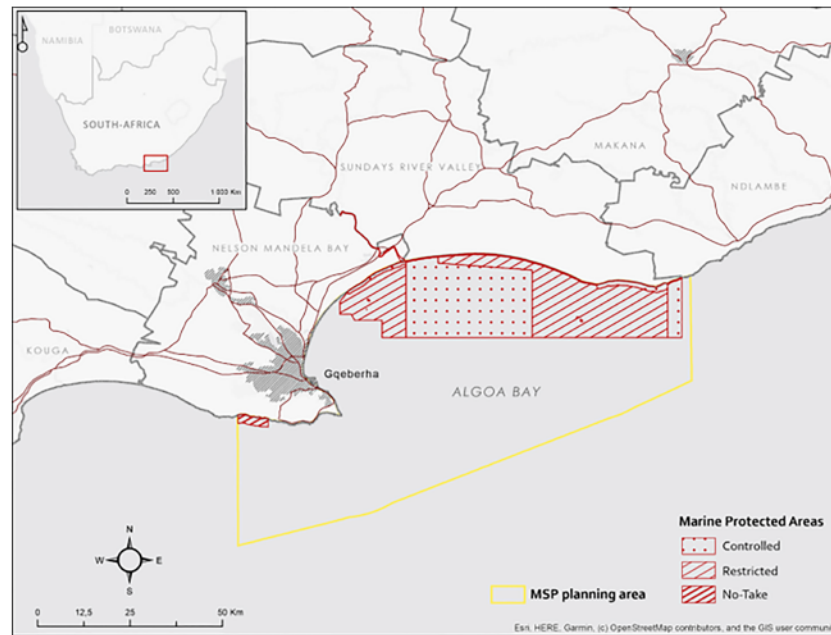 NAMIBIA
BOTSWANA
SOUTH-AFRICA
0 250 500 1 000 Km
MAKANA
SUNDAYS RIVER VALLEY
NDLAMBE
NELSON MANDELA BAY
KOUGA
Gqeberha
ALGOA BAY
N
W E
S
0 12,5 25 50 Km
MSP planning area
Marine Protected Areas
Controlled
Restricted
No-Take
Esri, HERE, Garmin, (c) OpenStreetMap contributors, and the GIS user communi